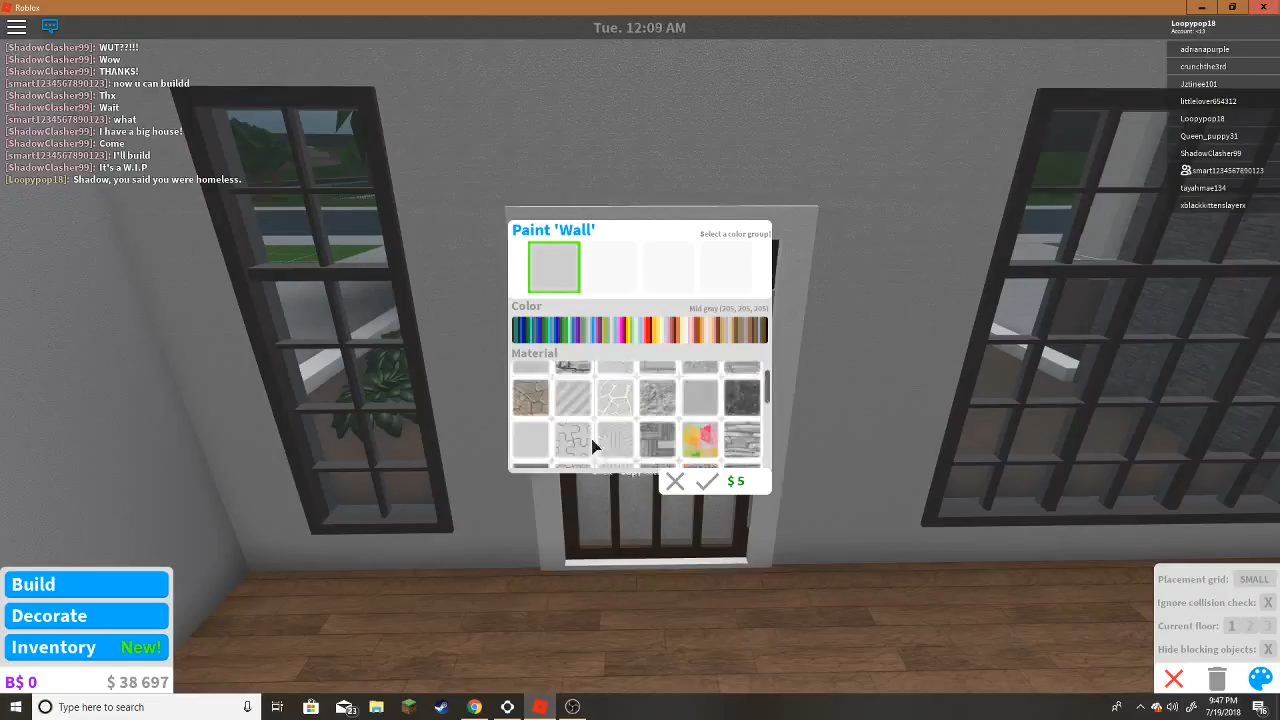 Roblox
Tue. 12:09 AM
Loopypop18
Account: <13
[ShadowClasher99]: WUT??!!!
[ShadowClasher99]: Wow
[ShadowClasher99]: THANKS!
[smart1234567890123]: now u can buildd
[ShadowClasher99]: Thx
[ShadowClasher99]: Wait
[smart1234567890123]: what
[ShadowClasher99]: I have a big house!
[ShadowClasher99]: Come
[smart1234567890123]: I'll build
[ShadowClasher99]: It's a W.I.P
[Loopypop18]: Shadow, you said you were homeless.
adrianapurple
crunchthe3rd
Jztinee101
littlelover654312
Loopypop18
Queen_puppy31
ShadowClasher99
smart1234567890123
tayahmae134
xblackkittenslayerx
Paint 'Wall'
Select a color group!
Color
Mid gray (205, 205, 205)
Material
$ 5
Build
Decorate
Inventory New!
B$ 0 $ 38 697
Placement grid: SMALL
Ignore collision check: X
Current floor: 1 2 3
Hide blocking objects: X
Type here to search
9:47 PM
7/19/2018